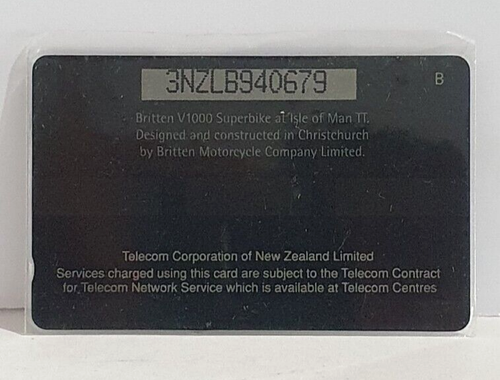 3NZLB940679
B
Britten V1000 Superbike at Isle of Man TT.
Designed and constructed in Christchurch
by Britten Motorcycle Company Limited.
Telecom Corporation of New Zealand Limited
Services charged using this card are subject to the Telecom Contract
for Telecom Network Service which is available at Telecom Centres